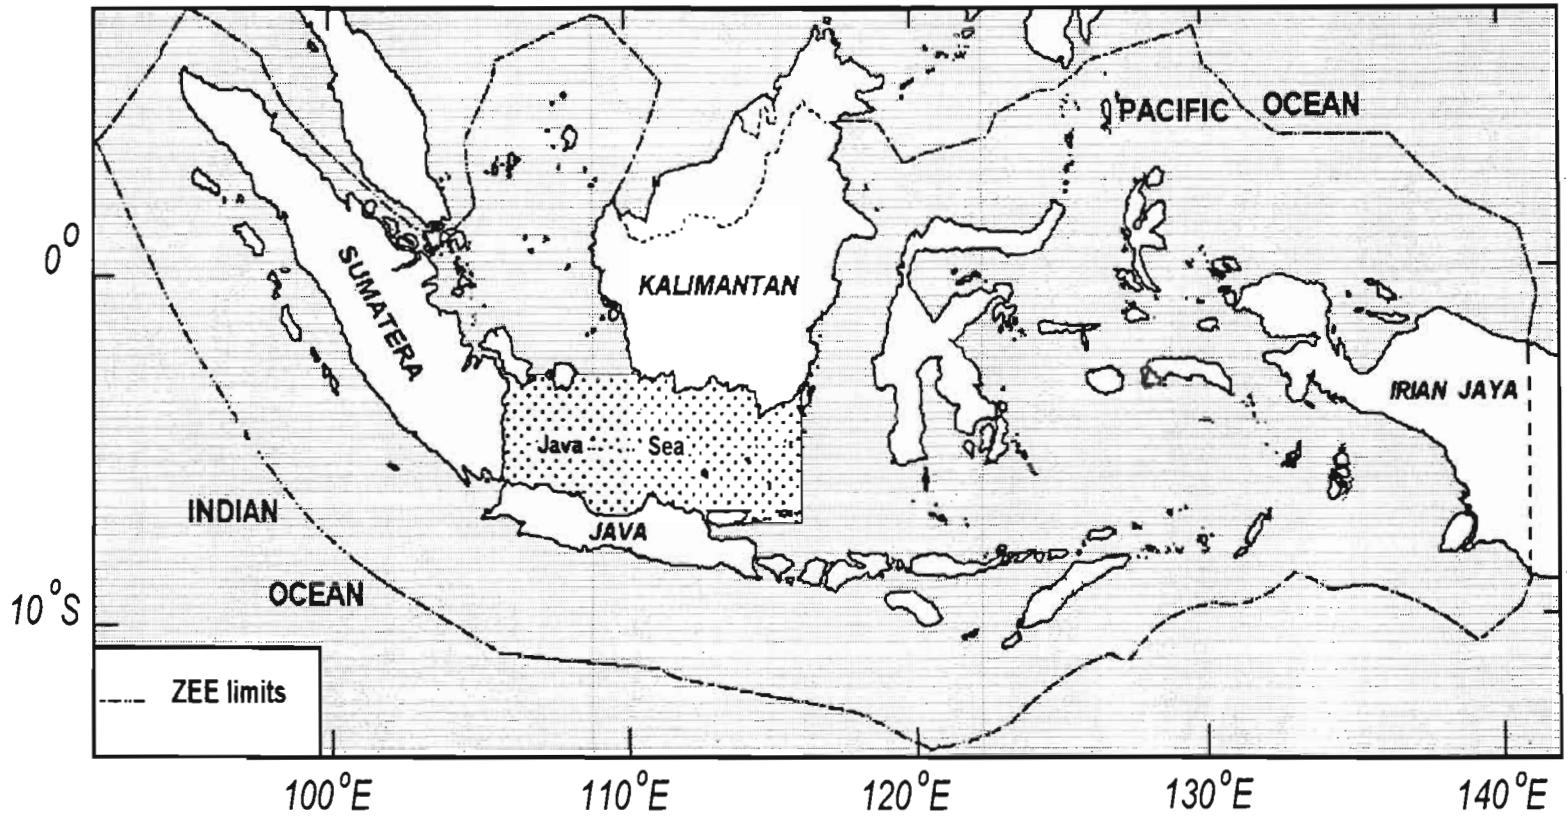 PACIFIC OCEAN
0°
SUMATERA
KALIMANTAN
IRIAN JAYA
Java Sea
INDIAN
JAVA
OCEAN
10°S
ZEE limits
100°E 110°E 120°E 130°E 140°E